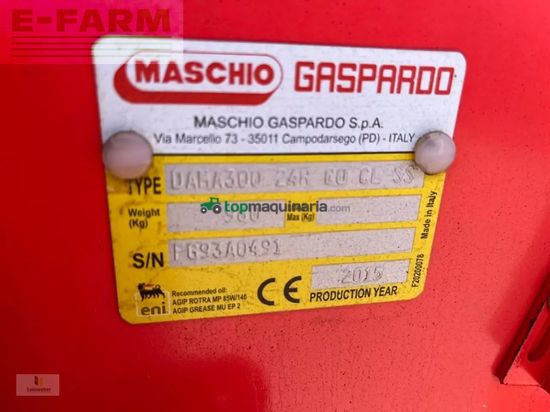 E-FARM
MASCHIO GASPARDO
MASCHIO GASPARDO S.p.A.
Via Marcello 73 - 35011 Campodarsego (PD) - ITALY
TYPE DAMA300 24R CO CL SS
topmaquinaria.com
Weight (Kg)
Max (Kg)
S/N FG93A0491
2015
PRODUCTION YEAR
Made in Italy
F20200078
eni
Recommended oil:
AGIP ROTRA MP 85W/140
AGIP GREASE MU EP 2
CE